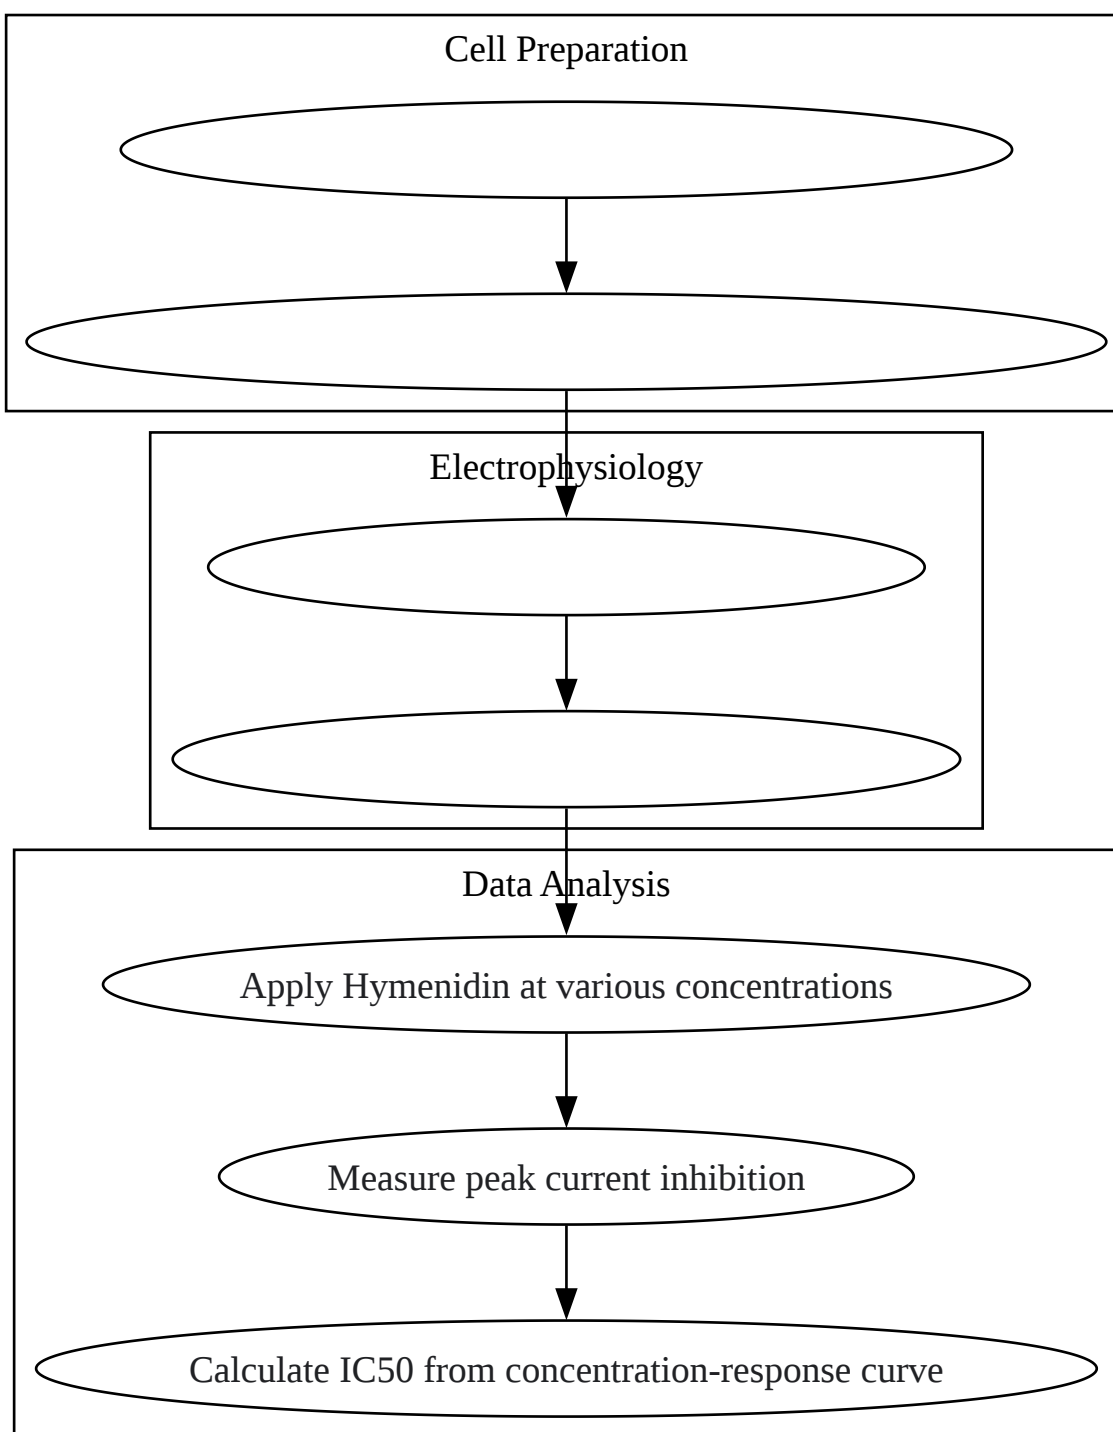 Cell Preparation
Electrophysiology
Data Analysis
Apply Hymenidin at various concentrations
Measure peak current inhibition
Calculate IC50 from concentration-response curve